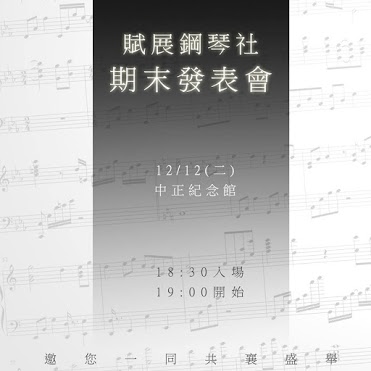 賦展鋼琴社
期末發表會
12/12(二)
中正紀念館
18:30入場
19:00開始
邀您一同共襄盛舉